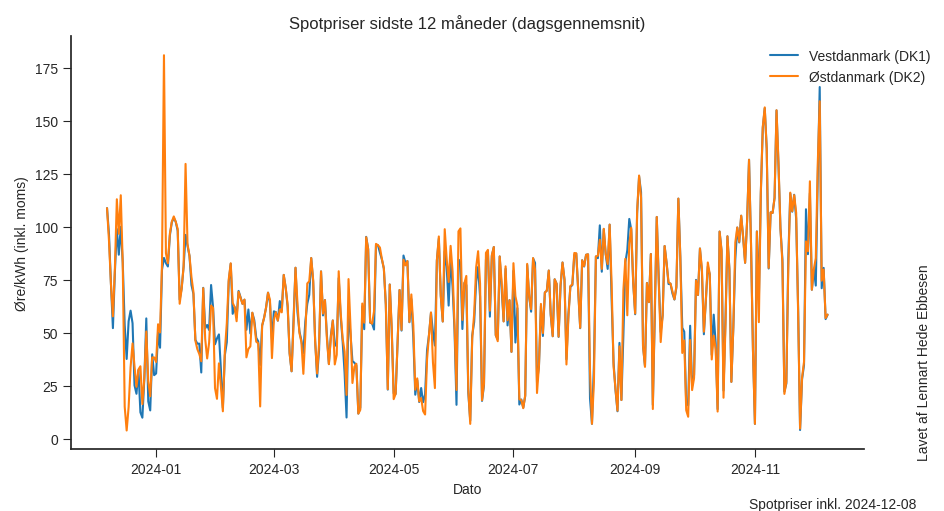 Spotpriser sidste 12 måneder (dagsgennemsnit)
Vestdanmark (DK1)
Østdanmark (DK2)
Øre/kWh (inkl. moms)
175
150
125
100
75
50
25
0
2024-01
2024-03
2024-05
2024-07
2024-09
2024-11
Dato
Lavet af Lennart Hede Ebbesen
Spotpriser inkl. 2024-12-08